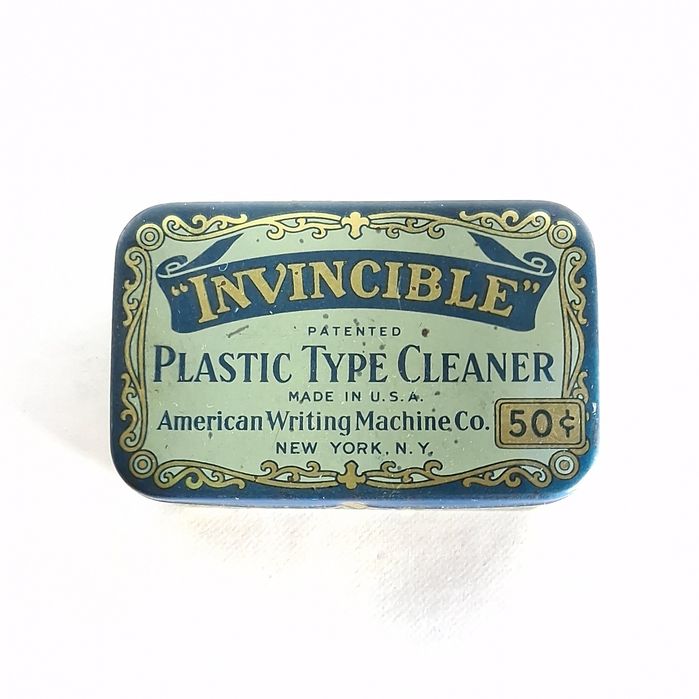 "INVINCIBLE"
PATENTED
PLASTIC TYPE CLEANER
MADE IN U.S.A.
American Writing Machine Co.
50¢
NEW YORK, N.Y.